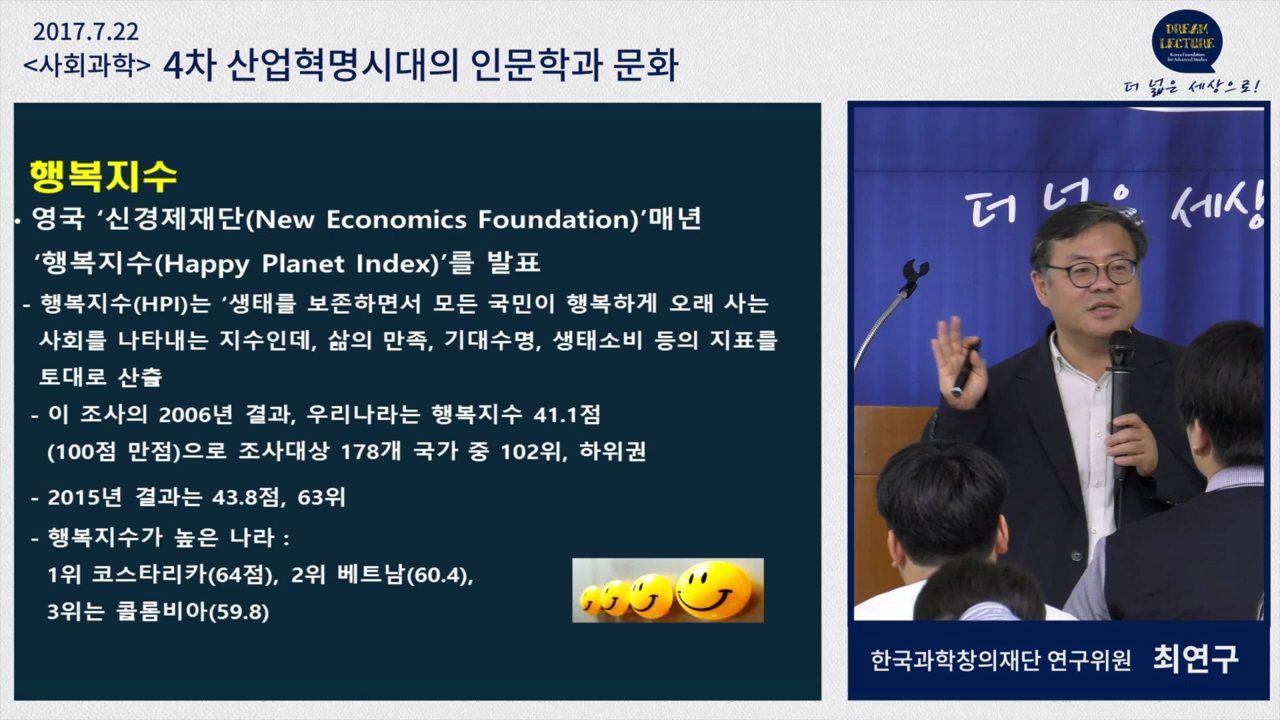 2017.7.22
<사회과학> 4차 산업혁명시대의 인문학과 문화
DREAM
LECTURE
Korea Foundation
for Advanced Studies
더 넓은 세상으로!
행복지수
• 영국 ‘신경제재단(New Economics Foundation)’매년
‘행복지수(Happy Planet Index)’를 발표
- 행복지수(HPI)는 ‘생태를 보존하면서 모든 국민이 행복하게 오래 사는
사회를 나타내는 지수인데, 삶의 만족, 기대수명, 생태소비 등의 지표를
토대로 산출
- 이 조사의 2006년 결과, 우리나라는 행복지수 41.1점
(100점 만점)으로 조사대상 178개 국가 중 102위, 하위권
- 2015년 결과는 43.8점, 63위
- 행복지수가 높은 나라 :
1위 코스타리카(64점), 2위 베트남(60.4),
3위는 콜롬비아(59.8)
더 넓은 세상
한국과학창의재단 연구위원 최연구